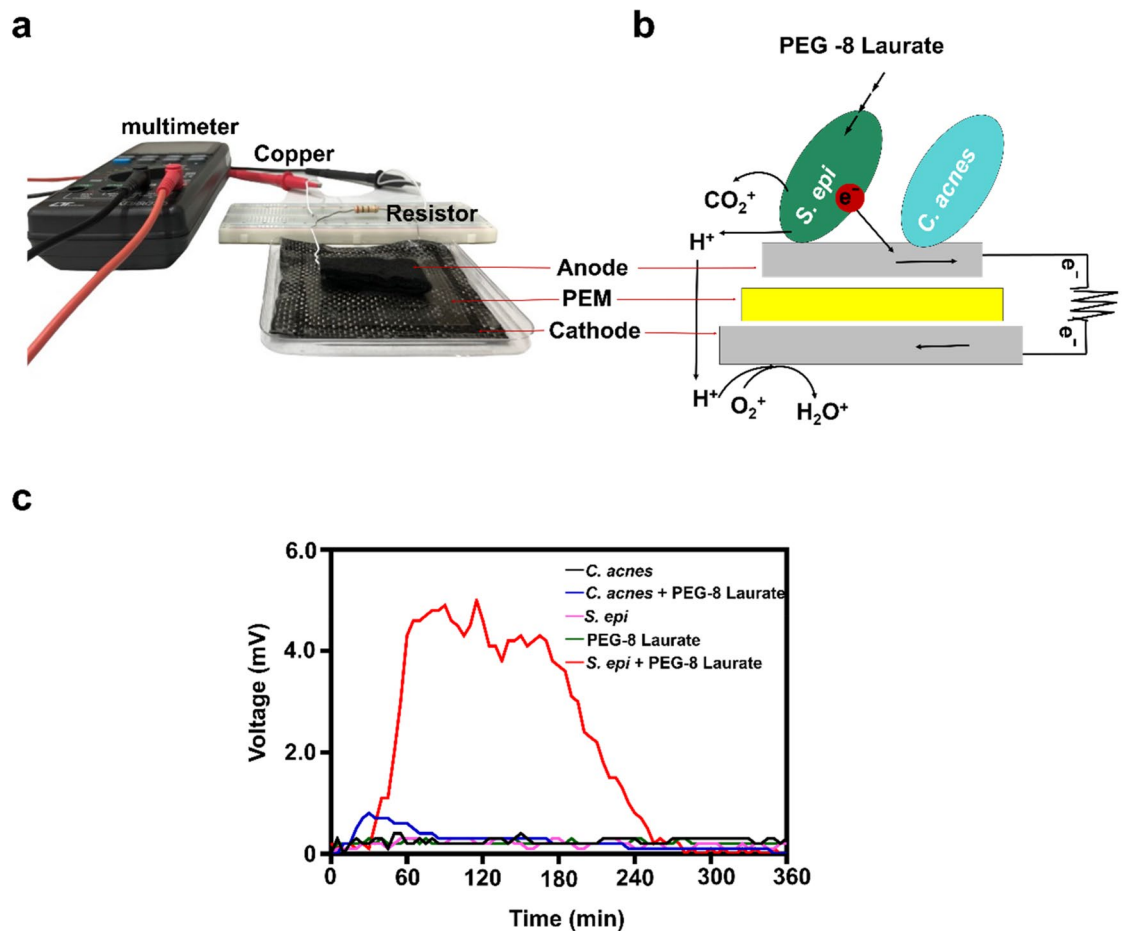 a
multimeter
Copper
Resistor
Anode
PEM
Cathode
b
PEG -8 Laurate
S. epi
C. acnes
e⁻
CO₂⁺
H⁺
e⁻
e⁻
H⁺
O₂⁺
H₂O⁺
c
Voltage (mV)
6.0
4.0
2.0
0
C. acnes
C. acnes + PEG-8 Laurate
S. epi
PEG-8 Laurate
S. epi + PEG-8 Laurate
0 60 120 180 240 300 360
Time (min)